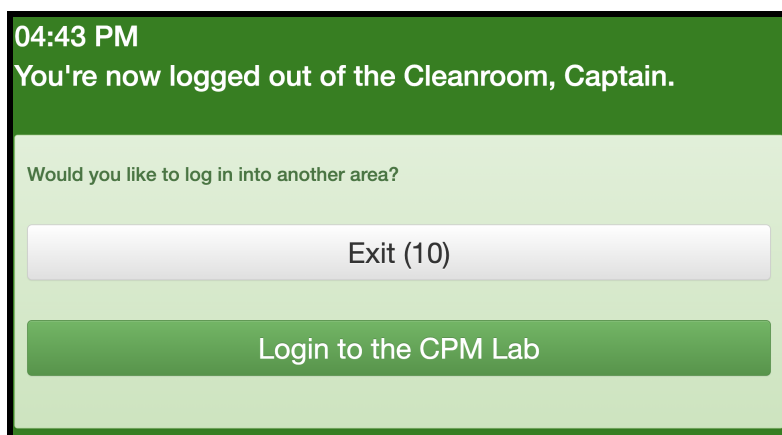 04:43 PM
You're now logged out of the Cleanroom, Captain.
Would you like to log in into another area?
Exit (10)
Login to the CPM Lab